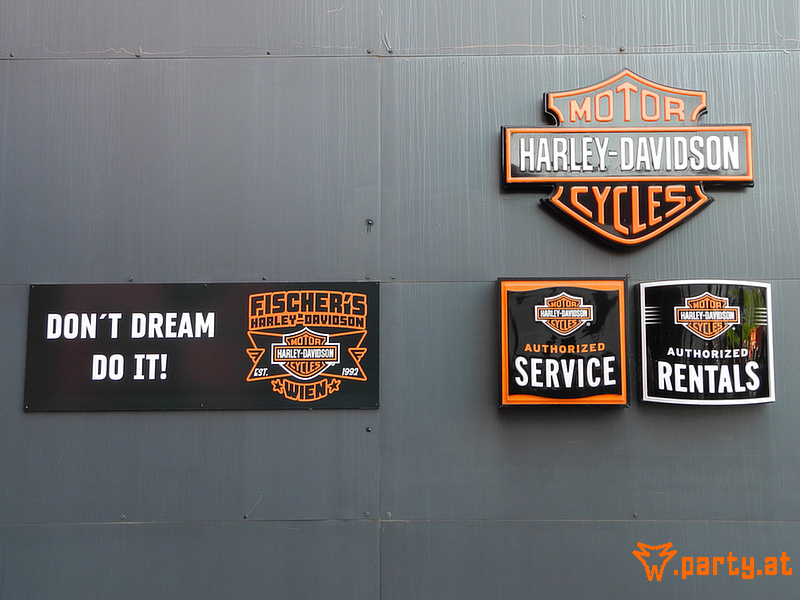 MOTOR
HARLEY-DAVIDSON
CYCLES®
DON´T DREAM
DO IT!
FISCHER'S
HARLEY-DAVIDSON
MOTOR
HARLEY-DAVIDSON
CYCLES
EST. 1992
WIEN
MOTOR
HARLEY-DAVIDSON
CYCLES
AUTHORIZED
SERVICE
MOTOR
HARLEY-DAVIDSON
CYCLES
AUTHORIZED
RENTALS
.party.at